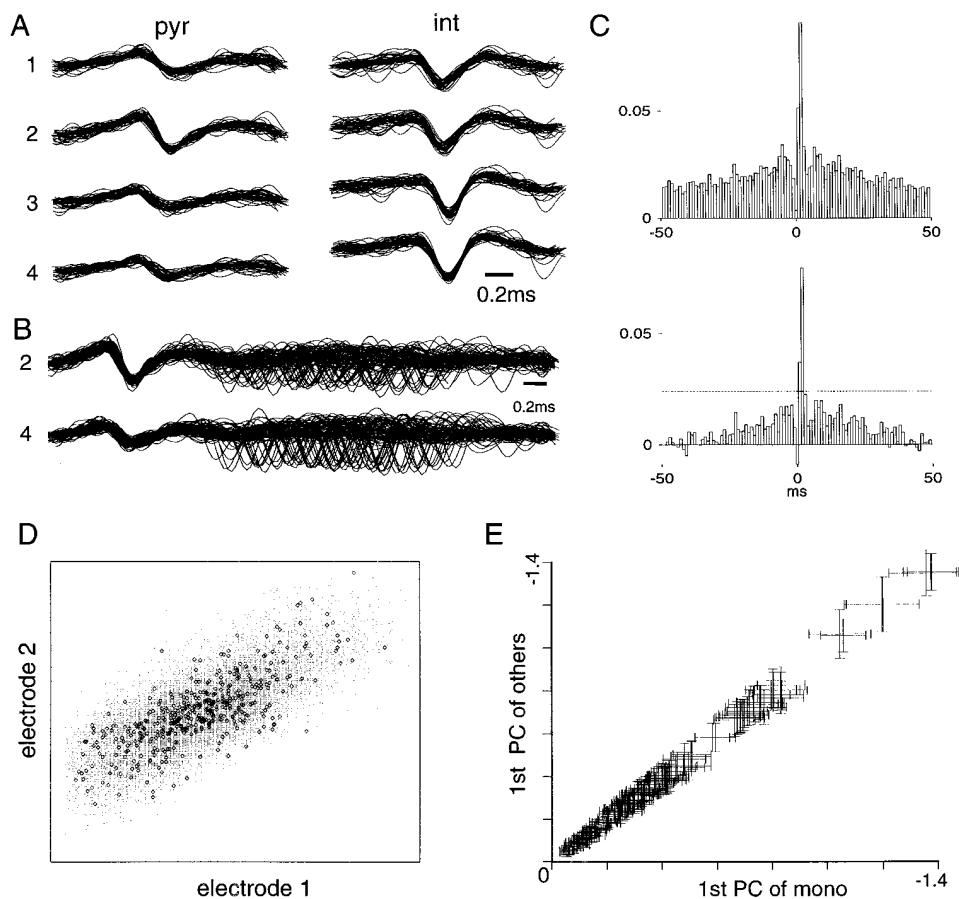 A
pyr
int
1
2
3
4
0.2ms
B
2
4
0.2ms
C
0.05
0
-50
0
50
0.05
0
-50
0
50
ms
D
electrode 2
electrode 1
E
-1.4
1st PC of others
0
1st PC of mono
-1.4